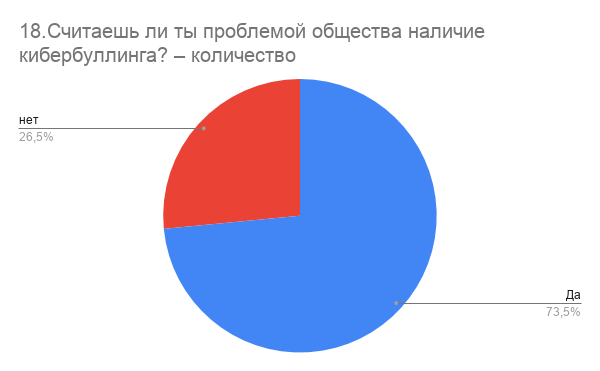 18.Считаешь ли ты проблемой общества наличие
кибербуллинга? – количество
нет
26,5%
Да
73,5%